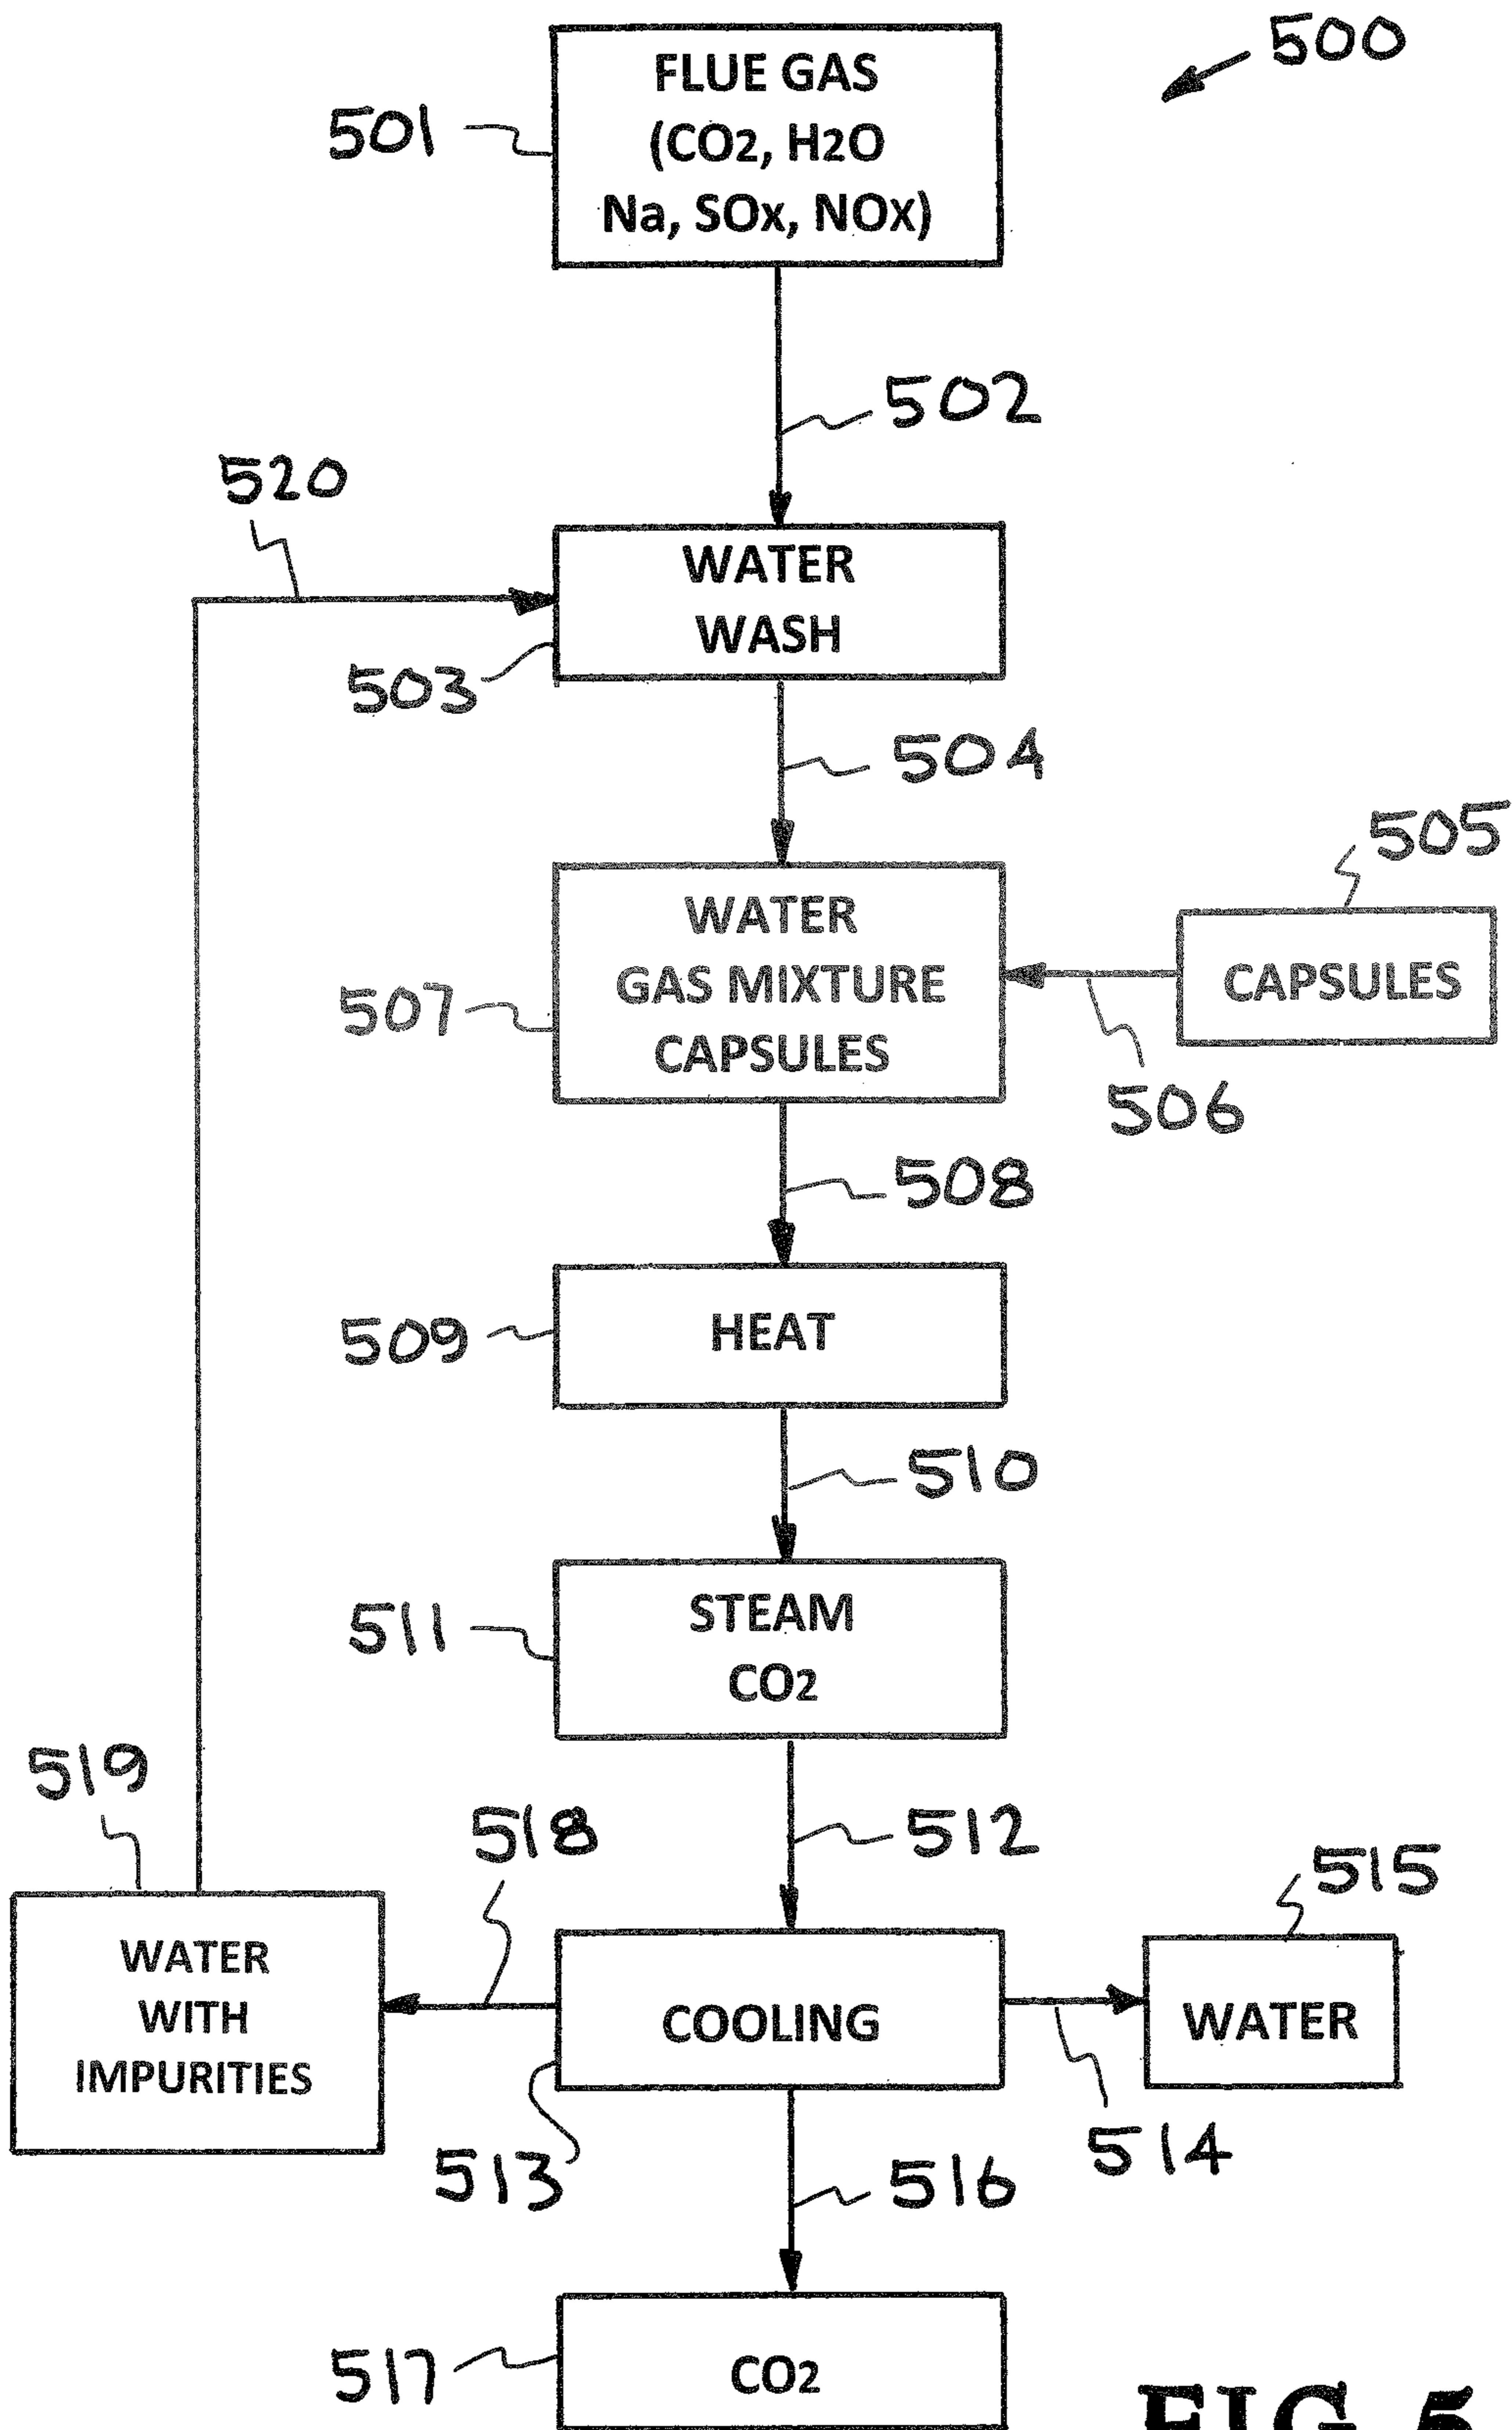 500
FLUE GAS
(CO2, H2O
Na, SOx, NOx)
501
502
520
WATER
WASH
503
504
505
WATER
GAS MIXTURE
CAPSULES
CAPSULES
507
506
508
HEAT
509
510
STEAM
CO2
511
519
518
512
515
WATER
WITH
IMPURITIES
COOLING
WATER
513
514
516
CO2
517
FIG. 5